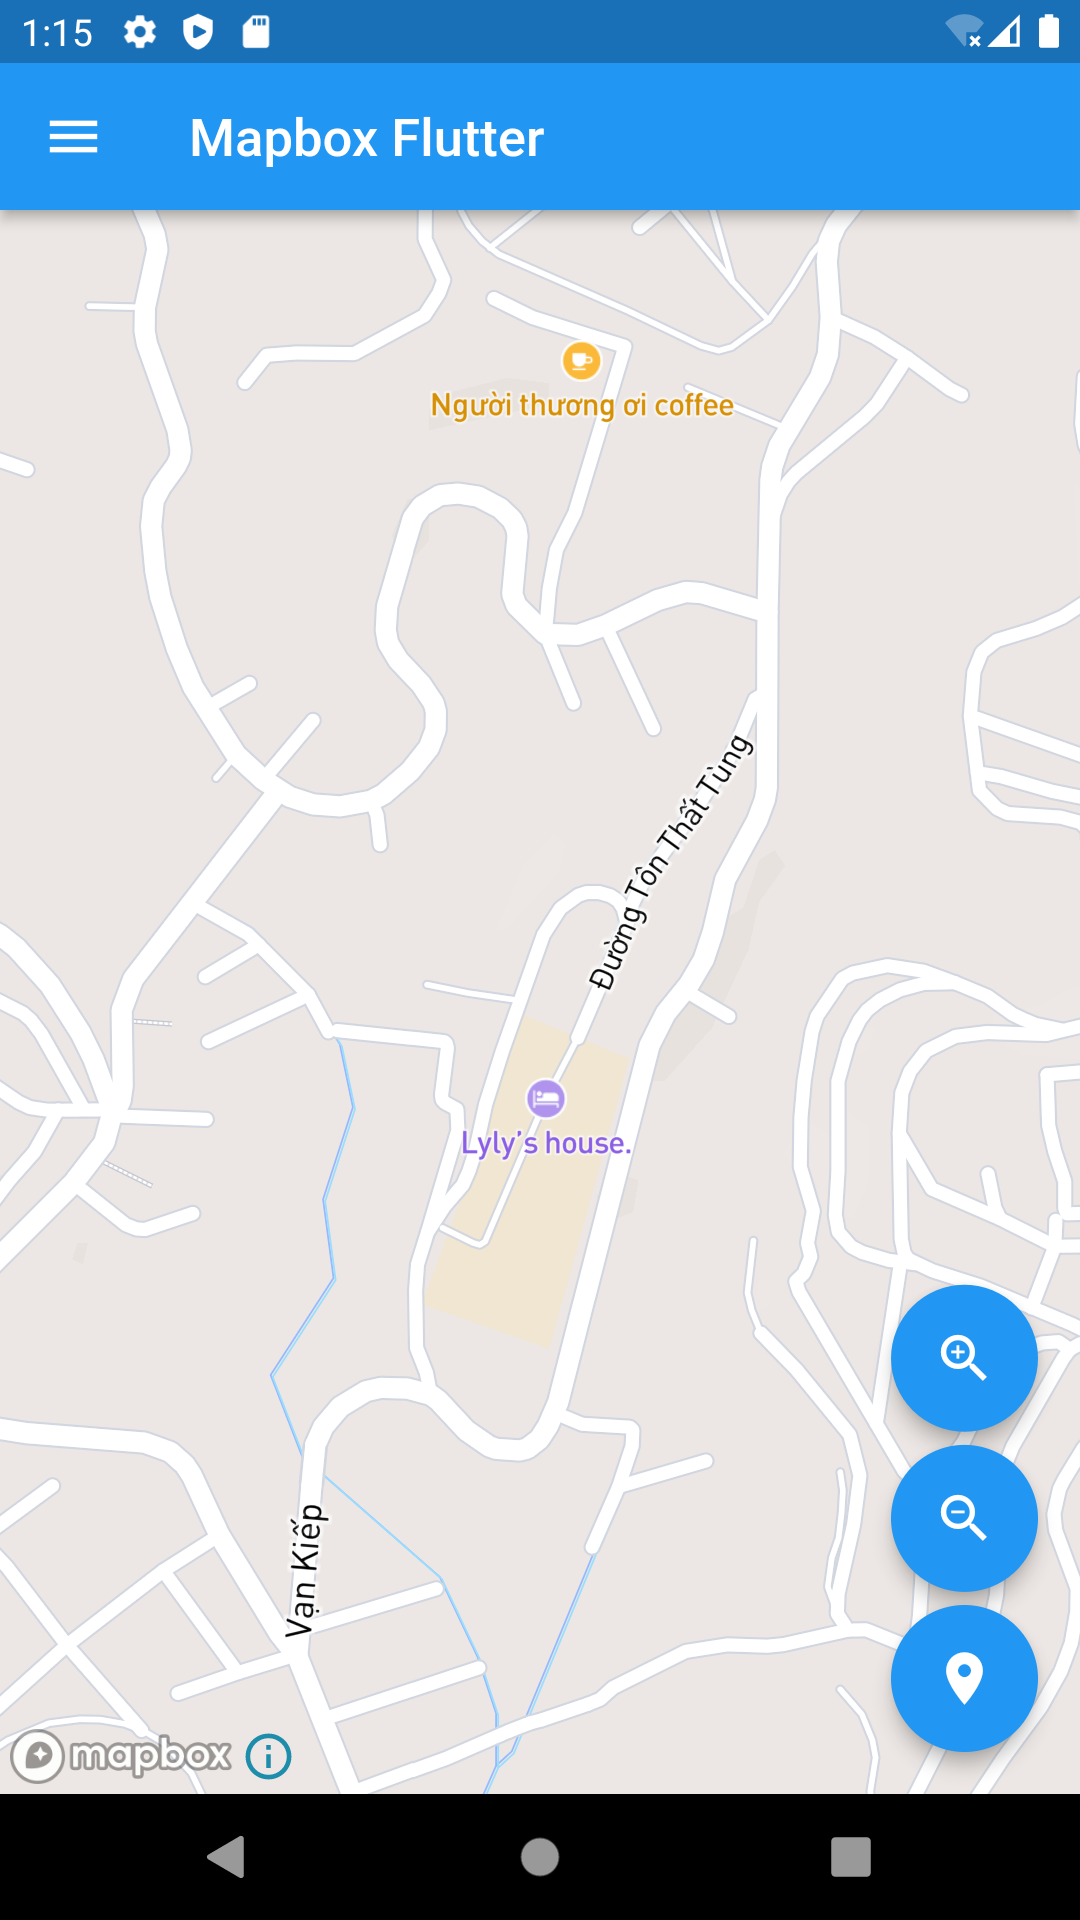 1:15
Mapbox Flutter
Người thương ơi coffee
Đường Tôn Thất Tùng
Lyly’s house.
Vạn Kiếp
mapbox